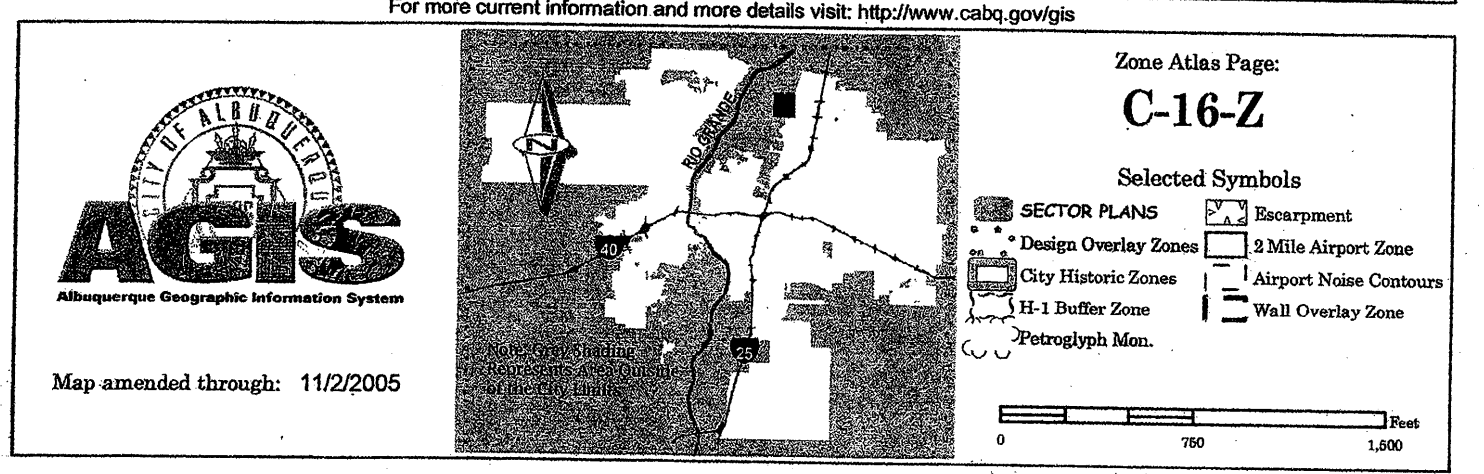 For more current information and more details visit: http://www.cabq.gov/gis
CITY OF ALBUQUERQUE
AGIS
Albuquerque Geographic Information System
Map amended through: 11/2/2005
N
RIO GRANDE
40
25
Note: Grey Shading
Represents Area Outside
of the City Limits
Zone Atlas Page:
C-16-Z
Selected Symbols
SECTOR PLANS
Design Overlay Zones
City Historic Zones
H-1 Buffer Zone
Petroglyph Mon.
Escarpment
2 Mile Airport Zone
Airport Noise Contours
Wall Overlay Zone
Feet
0 750 1,500